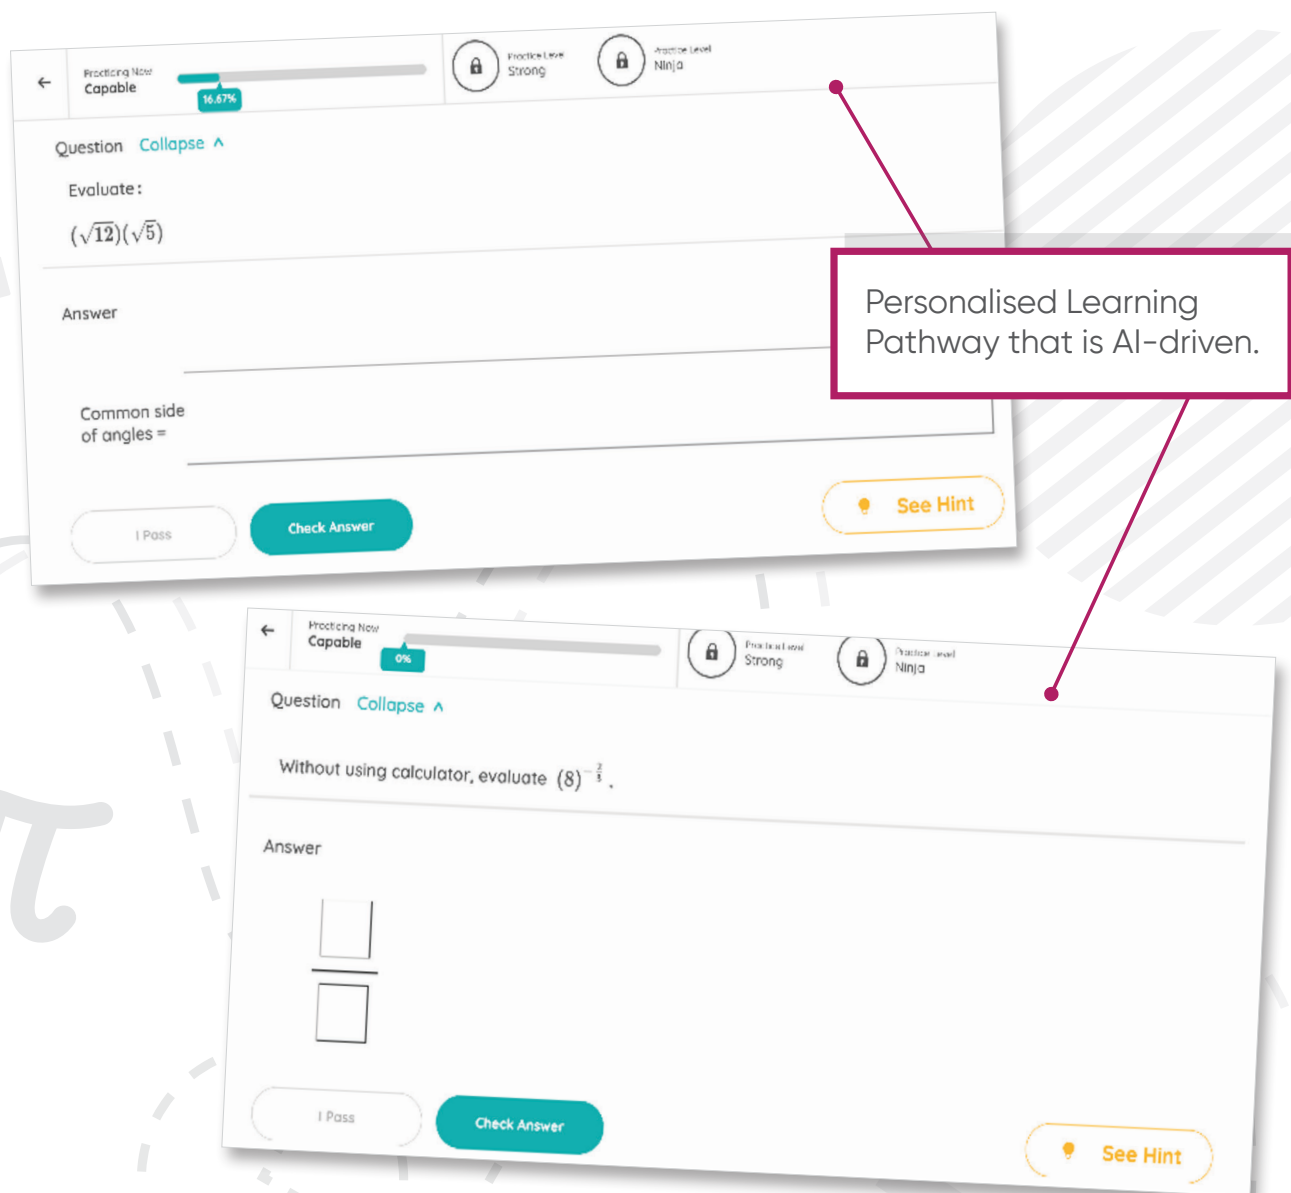 Practicing Now
Capable
16.67%
Practice Level
Strong
Practice Level
Ninja
Question Collapse
Evaluate:
(√12)(√5)
Answer
Common side
of angles =
I Pass
Check Answer
See Hint
Personalised Learning
Pathway that is AI-driven.
Practicing Now
Capable
0%
Practice Level
Strong
Practice Level
Ninja
Question Collapse
Without using calculator, evaluate (8)^-2/3 .
Answer
I Pass
Check Answer
See Hint
π